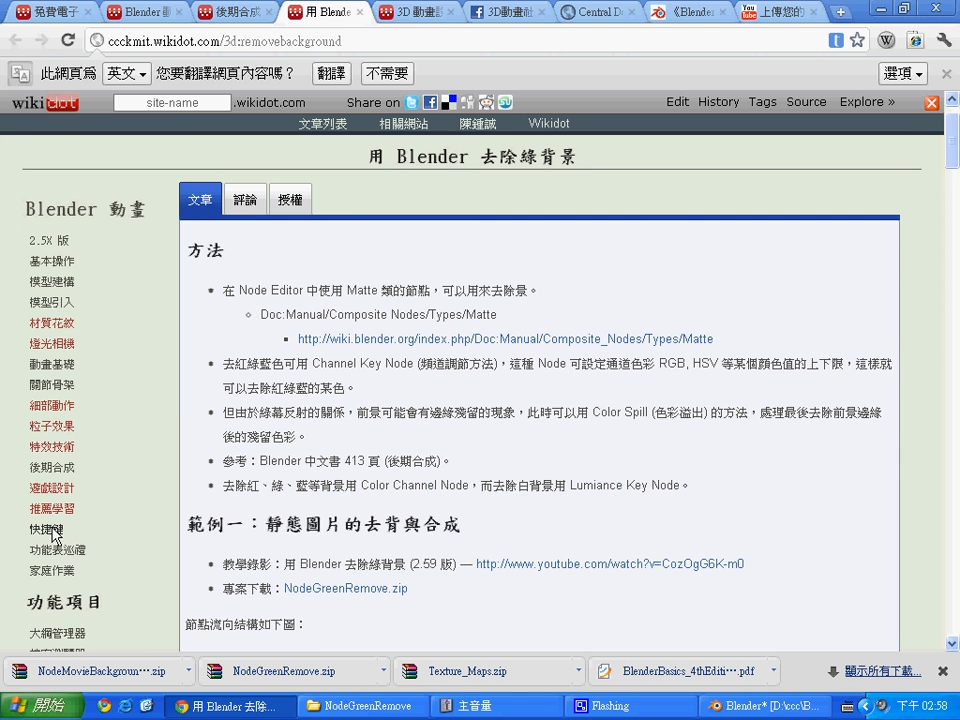 免費電子
Blender 動
後期合成
用 Blende
3D 動畫設
3D動畫社
Central D
《Blender
上傳您的
ccckmit.wikidot.com/3d:removebackground
此網頁為 英文 您要翻譯網頁內容嗎？ 翻譯 不需要 選項
wikidot site-name .wikidot.com Share on Edit History Tags Source Explore »
文章列表 相關網站 陳鍾誠 Wikidot
用 Blender 去除綠背景
Blender 動畫
2.5X 版
基本操作
模型建構
模型引入
材質花紋
燈光相機
動畫基礎
關節骨架
細部動作
粒子效果
特效技術
後期合成
遊戲設計
推薦學習
快捷鍵
功能表巡禮
家庭作業
功能項目
大綱管理器
文章 評論 授權
方法
在 Node Editor 中使用 Matte 類的節點，可以用來去除景。
Doc:Manual/Composite Nodes/Types/Matte
http://wiki.blender.org/index.php/Doc:Manual/Composite_Nodes/Types/Matte
去紅綠藍色可用 Channel Key Node (頻道調節方法)，這種 Node 可設定通道色彩 RGB, HSV 等某個顏色值的上下限，這樣就
可以去除紅綠藍的某色。
但由於綠幕反射的關係，前景可能會有邊緣殘留的現象，此時可以用 Color Spill (色彩溢出) 的方法，處理最後去除前景邊緣
後的殘留色彩。
參考：Blender 中文書 413 頁 (後期合成)。
去除紅、綠、藍等背景用 Color Channel Node，而去除白背景用 Lumiance Key Node。
範例一：靜態圖片的去背與合成
教學錄影：用 Blender 去除綠背景 (2.59 版) — http://www.youtube.com/watch?v=CozOgG6K-m0
專案下載：NodeGreenRemove.zip
節點流向結構如下圖：
NodeMovieBackgroun····zip
NodeGreenRemove.zip
Texture_Maps.zip
BlenderBasics_4thEditi····pdf
顯示所有下載...
開始
用 Blender 去除...
NodeGreenRemove
主音量
Flashing
Blender* [D:\ccc\B...
下午 02:58